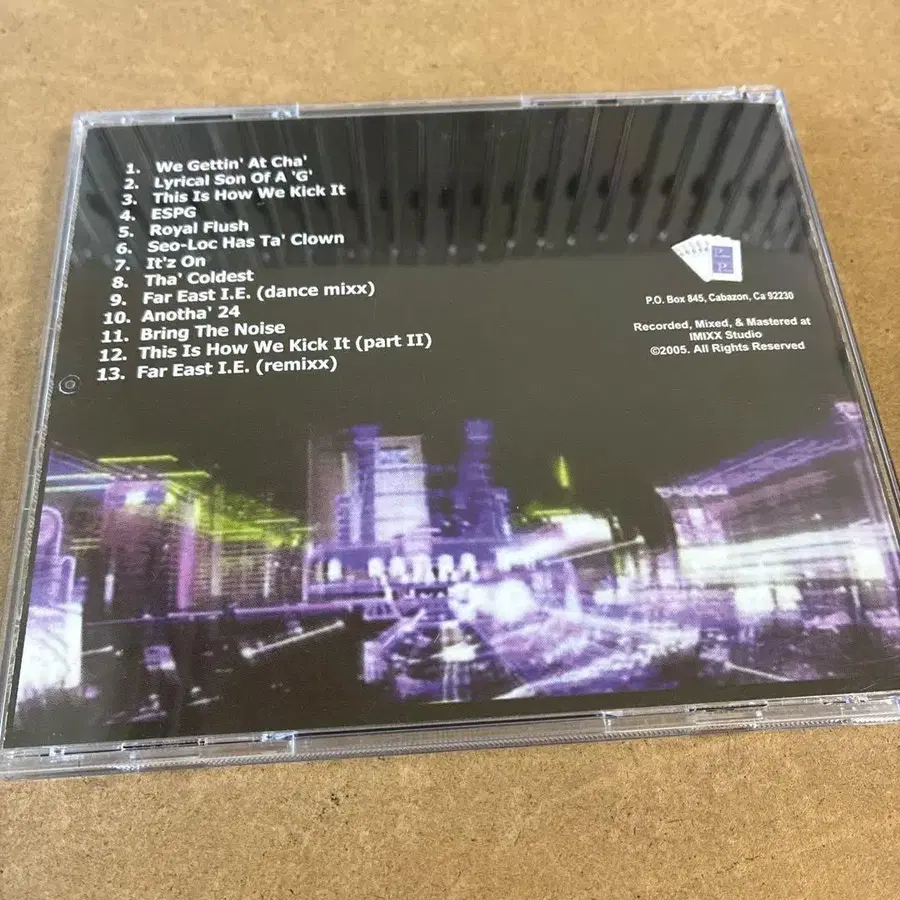 1. We Gettin' At Cha'
2. Lyrical Son Of A 'G'
3. This Is How We Kick It
4. ESPG
5. Royal Flush
6. Seo-Loc Has Ta' Clown
7. It'z On
8. Tha' Coldest
9. Far East I.E. (dance mixx)
10. Anotha' 24
11. Bring The Noise
12. This Is How We Kick It (part II)
13. Far East I.E. (remixx)
P.O. Box 845, Cabazon, Ca 92230
Recorded, Mixed, & Mastered at
IMIXX Studio
©2005. All Rights Reserved